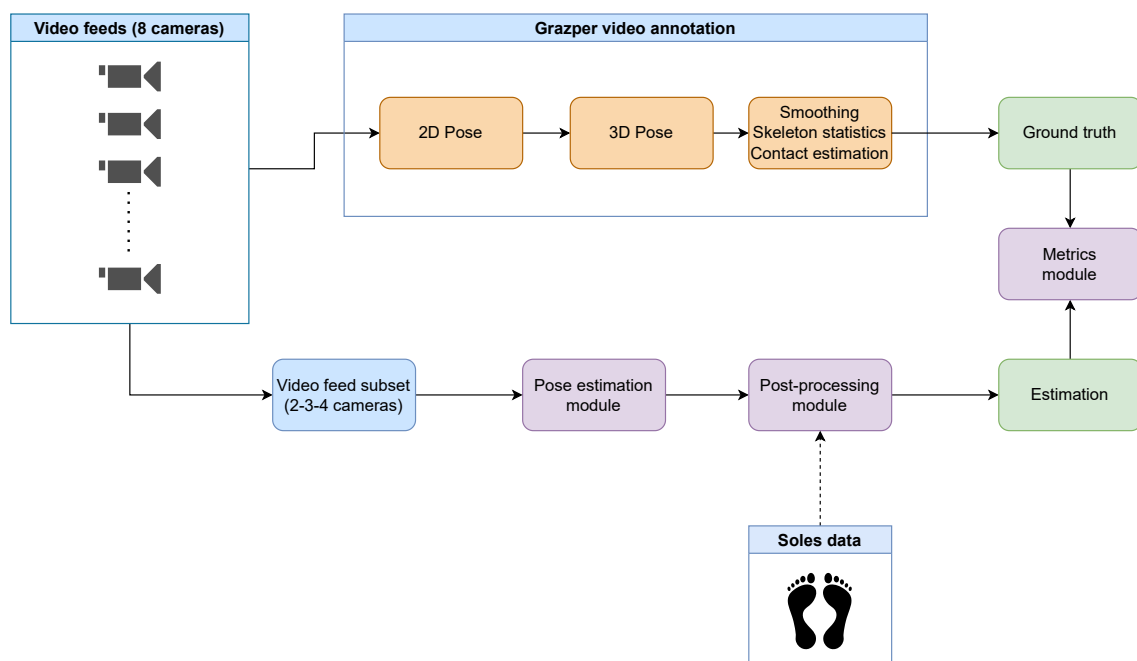 Video feeds (8 cameras)
Grazper video annotation
2D Pose
3D Pose
Smoothing
Skeleton statistics
Contact estimation
Ground truth
Metrics
module
Video feed subset
(2-3-4 cameras)
Pose estimation
module
Post-processing
module
Estimation
Soles data